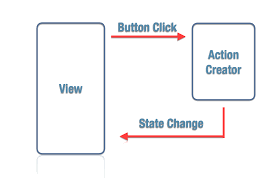 Button Click
View
Action
Creator
State Change